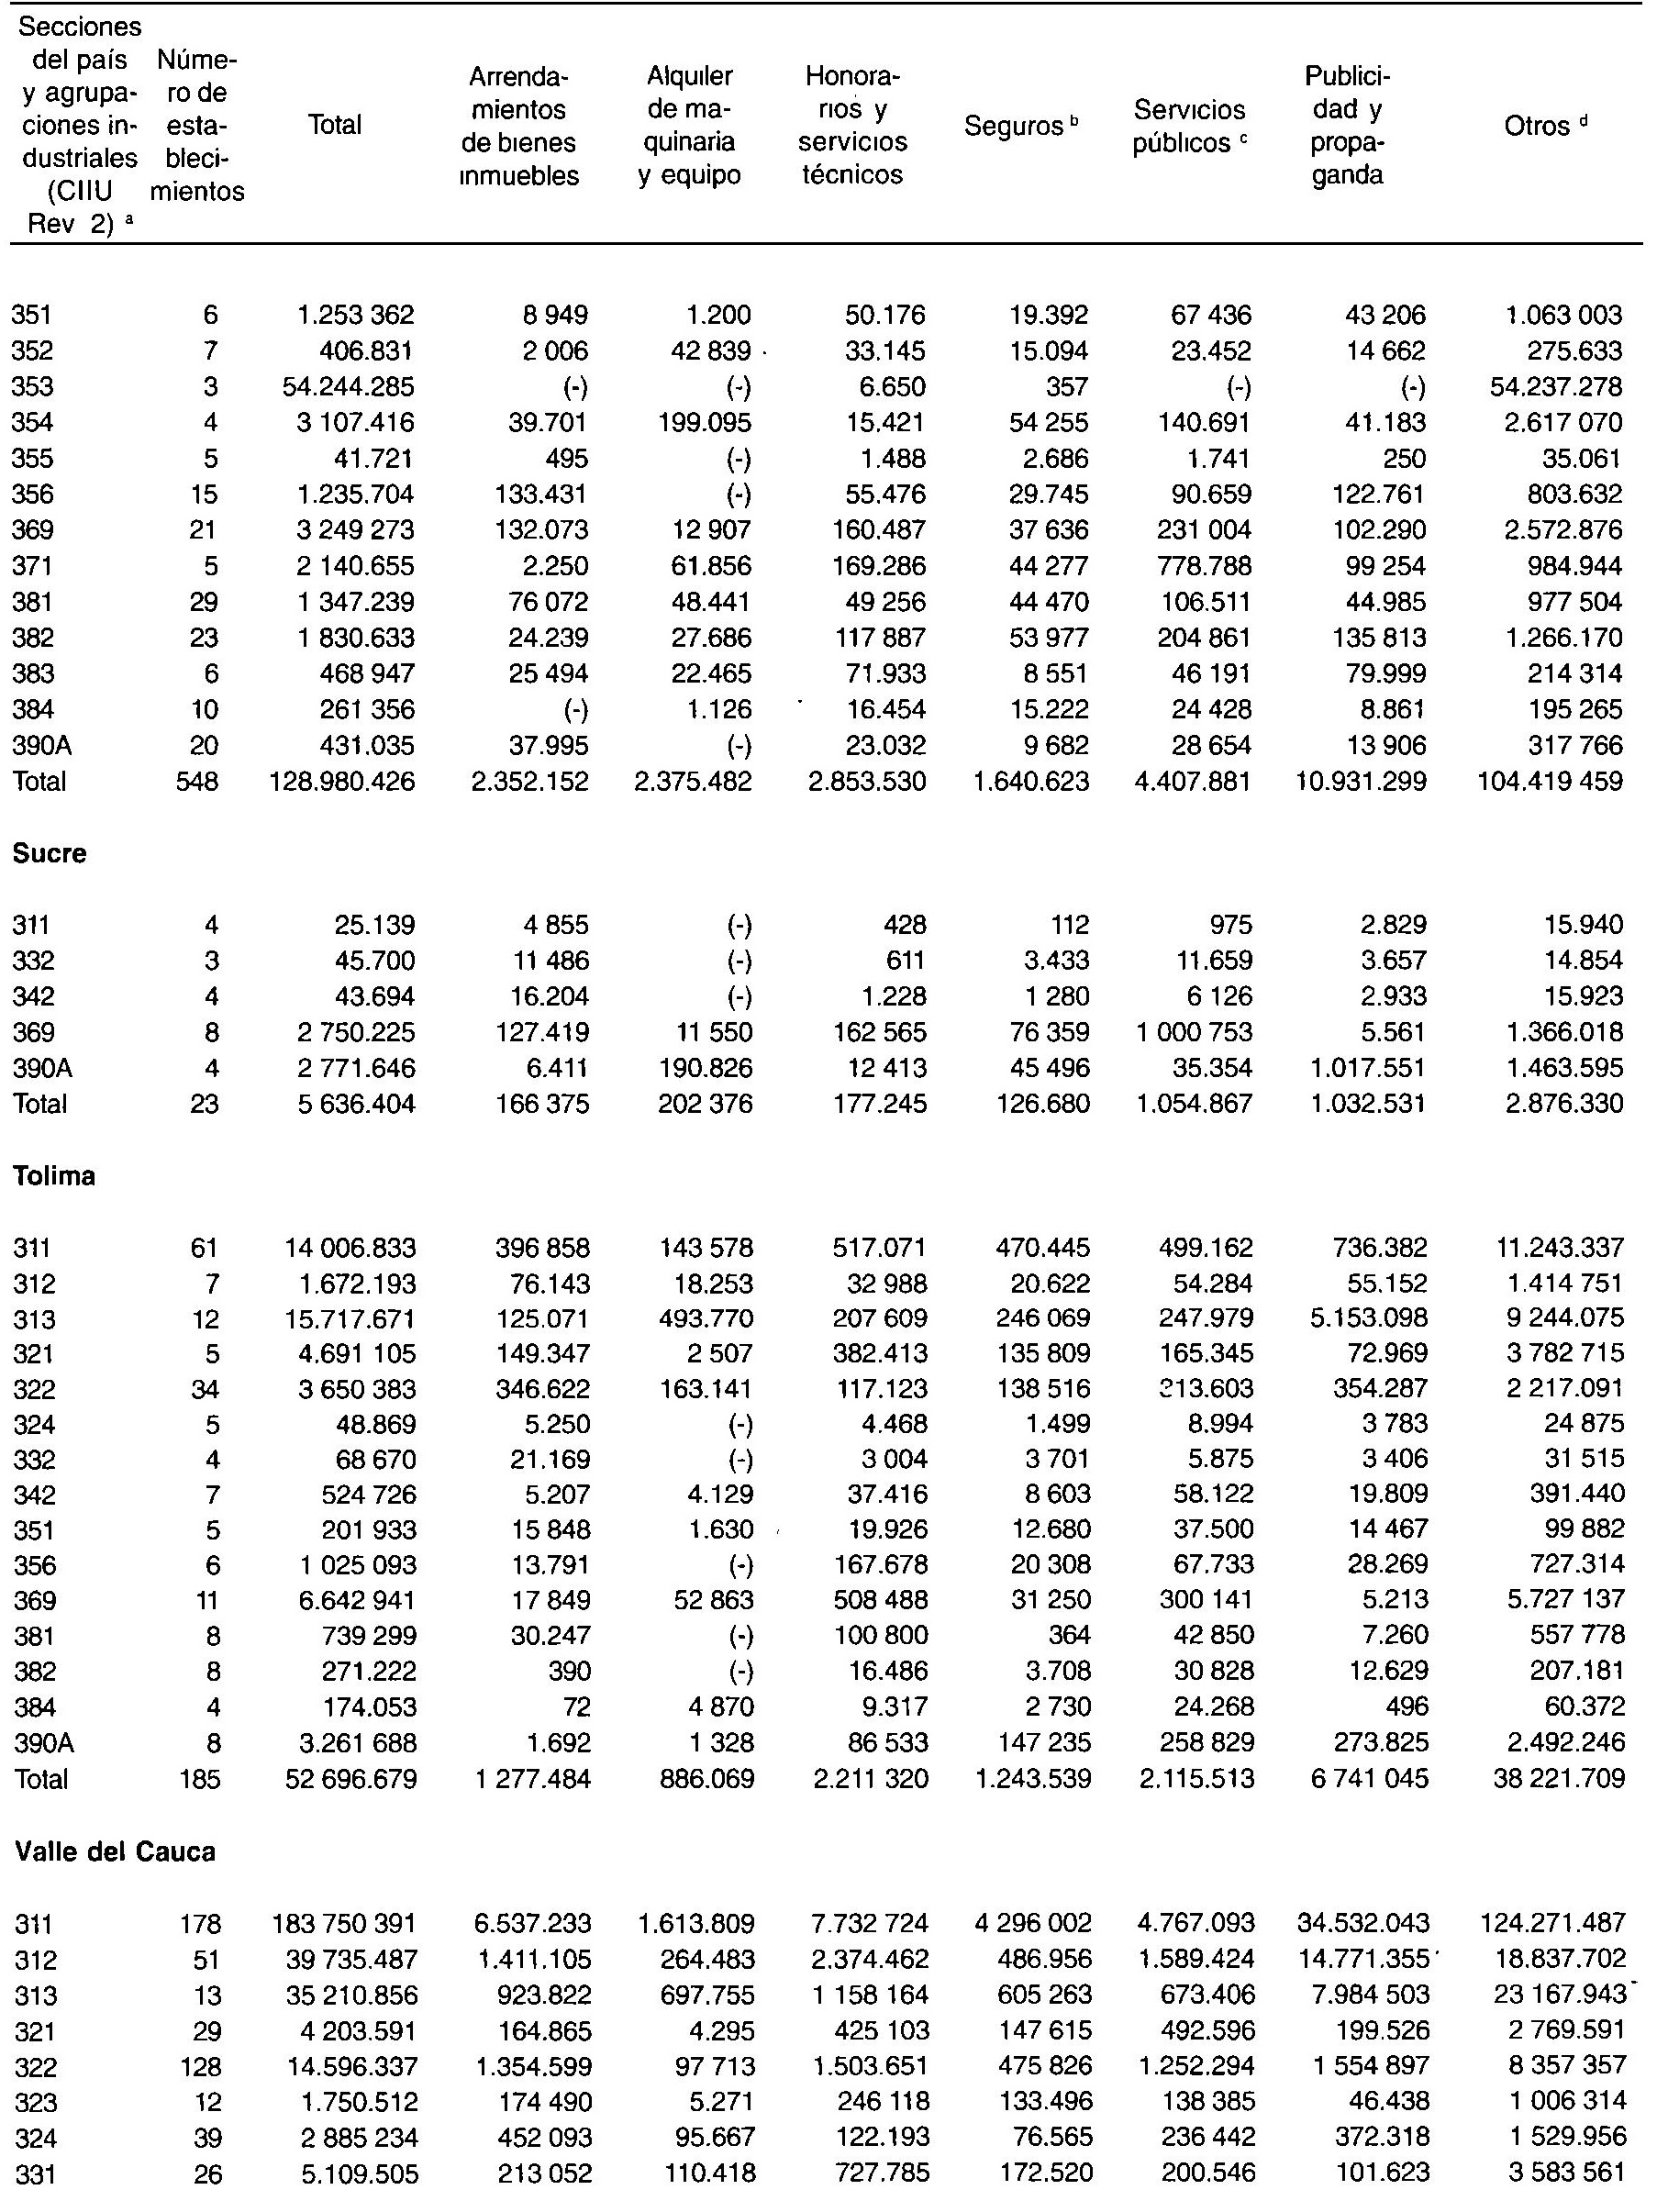 Secciones
del país Núme-
y agrupa- ro de
ciones in- esta-
dustriales bleci-
(CIIU mientos
Rev 2) a
Total
Arrenda-
mientos
de bienes
inmuebles
Alquiler
de ma-
quinaria
y equipo
Honora-
rios y
servicios
técnicos
Seguros b
Servicios
públicos c
Publici-
dad y
propa-
ganda
Otros d
351 6 1.253 362 8 949 1.200 50.176 19.392 67 436 43 206 1.063 003
352 7 406.831 2 006 42 839 33.145 15.094 23.452 14 662 275.633
353 3 54.244.285 (-) (-) 6.650 357 (-) (-) 54.237.278
354 4 3 107.416 39.701 199.095 15.421 54 255 140.691 41.183 2.617 070
355 5 41.721 495 (-) 1.488 2.686 1.741 250 35.061
356 15 1.235.704 133.431 (-) 55.476 29.745 90.659 122.761 803.632
369 21 3 249 273 132.073 12 907 160.487 37 636 231 004 102.290 2.572.876
371 5 2 140.655 2.250 61.856 169.286 44 277 778.788 99 254 984.944
381 29 1 347.239 76 072 48.441 49 256 44 470 106.511 44.985 977 504
382 23 1 830.633 24.239 27.686 117 887 53 977 204 861 135 813 1.266.170
383 6 468 947 25 494 22.465 71.933 8 551 46 191 79.999 214 314
384 10 261 356 (-) 1.126 16.454 15.222 24 428 8.861 195 265
390A 20 431.035 37.995 (-) 23.032 9 682 28 654 13 906 317 766
Total 548 128.980.426 2.352.152 2.375.482 2.853.530 1.640.623 4.407.881 10.931.299 104.419 459
Sucre
311 4 25.139 4 855 (-) 428 112 975 2.829 15.940
332 3 45.700 11 486 (-) 611 3.433 11.659 3.657 14.854
342 4 43.694 16.204 (-) 1.228 1 280 6 126 2.933 15.923
369 8 2 750.225 127.419 11 550 162 565 76 359 1 000 753 5.561 1.366.018
390A 4 2 771.646 6.411 190.826 12 413 45 496 35.354 1.017.551 1.463.595
Total 23 5 636.404 166 375 202 376 177.245 126.680 1.054.867 1.032.531 2.876.330
Tolima
311 61 14 006.833 396 858 143 578 517.071 470.445 499.162 736.382 11.243.337
312 7 1.672.193 76.143 18.253 32 988 20.622 54.284 55.152 1.414 751
313 12 15.717.671 125.071 493.770 207 609 246 069 247.979 5.153.098 9 244.075
321 5 4.691 105 149.347 2 507 382.413 135 809 165.345 72.969 3 782 715
322 34 3 650 383 346.622 163.141 117.123 138 516 313.603 354.287 2 217.091
324 5 48.869 5.250 (-) 4.468 1.499 8.994 3 783 24 875
332 4 68 670 21.169 (-) 3 004 3 701 5.875 3 406 31 515
342 7 524 726 5.207 4.129 37.416 8 603 58.122 19.809 391.440
351 5 201 933 15 848 1.630 19.926 12.680 37.500 14 467 99 882
356 6 1 025 093 13.791 (-) 167.678 20 308 67.733 28.269 727.314
369 11 6.642 941 17 849 52 863 508 488 31 250 300 141 5.213 5.727 137
381 8 739 299 30.247 (-) 100 800 364 42 850 7.260 557 778
382 8 271.222 390 (-) 16.486 3.708 30 828 12.629 207.181
384 4 174.053 72 4 870 9.317 2 730 24.268 496 60.372
390A 8 3.261 688 1.692 1 328 86 533 147 235 258 829 273.825 2.492.246
Total 185 52 696.679 1 277.484 886.069 2.211 320 1.243.539 2.115.513 6 741 045 38 221.709
Valle del Cauca
311 178 183 750 391 6.537.233 1.613.809 7.732 724 4 296 002 4.767.093 34.532.043 124.271.487
312 51 39 735.487 1.411.105 264.483 2.374.462 486.956 1.589.424 14.771.355 18.837.702
313 13 35 210.856 923.822 697.755 1 158 164 605 263 673.406 7.984 503 23 167.943
321 29 4 203.591 164.865 4.295 425 103 147 615 492.596 199.526 2 769.591
322 128 14.596.337 1.354.599 97 713 1.503.651 475 826 1.252.294 1 554 897 8 357 357
323 12 1.750.512 174 490 5.271 246 118 133.496 138 385 46.438 1 006 314
324 39 2 885 234 452 093 95.667 122.193 76.565 236 442 372.318 1 529.956
331 26 5.109.505 213 052 110.418 727.785 172.520 200.546 101.623 3 583 561